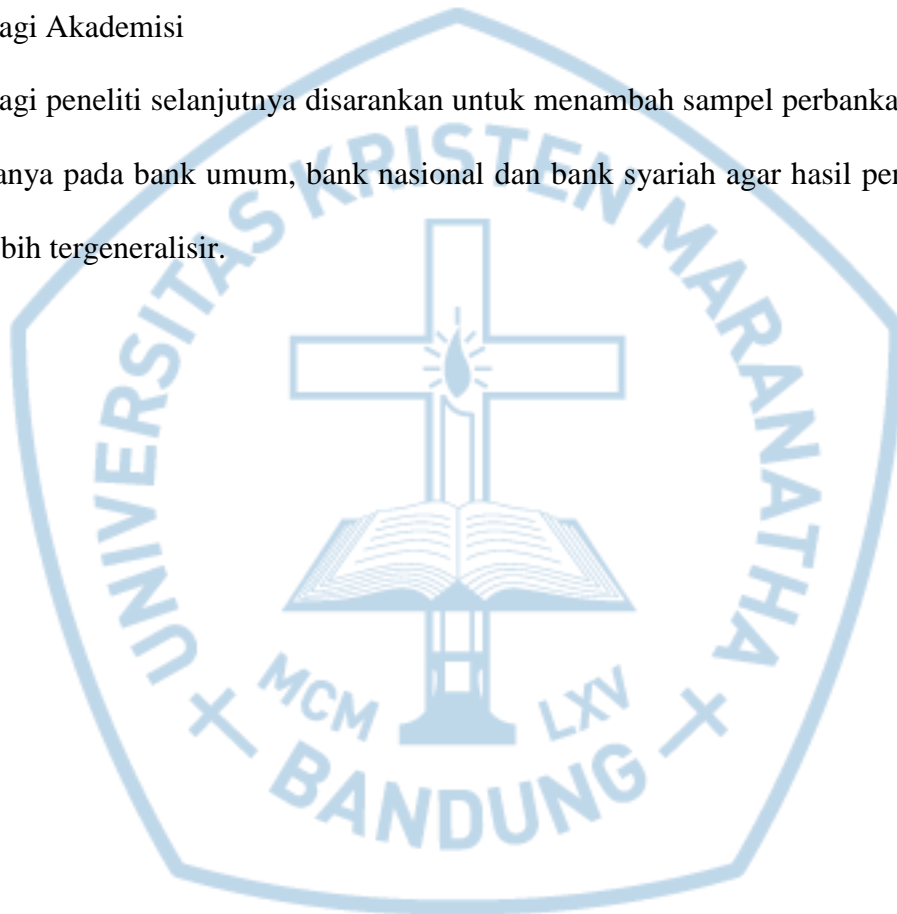 agi Akademisi
agi peneliti selanjutnya disarankan untuk menambah sampel perbanka
anya pada bank umum, bank nasional dan bank syariah agar hasil per
bih tergeneralisir.
UNIVERSITAS KRISTEN MARANATHA
MCM LXV
BANDUNG